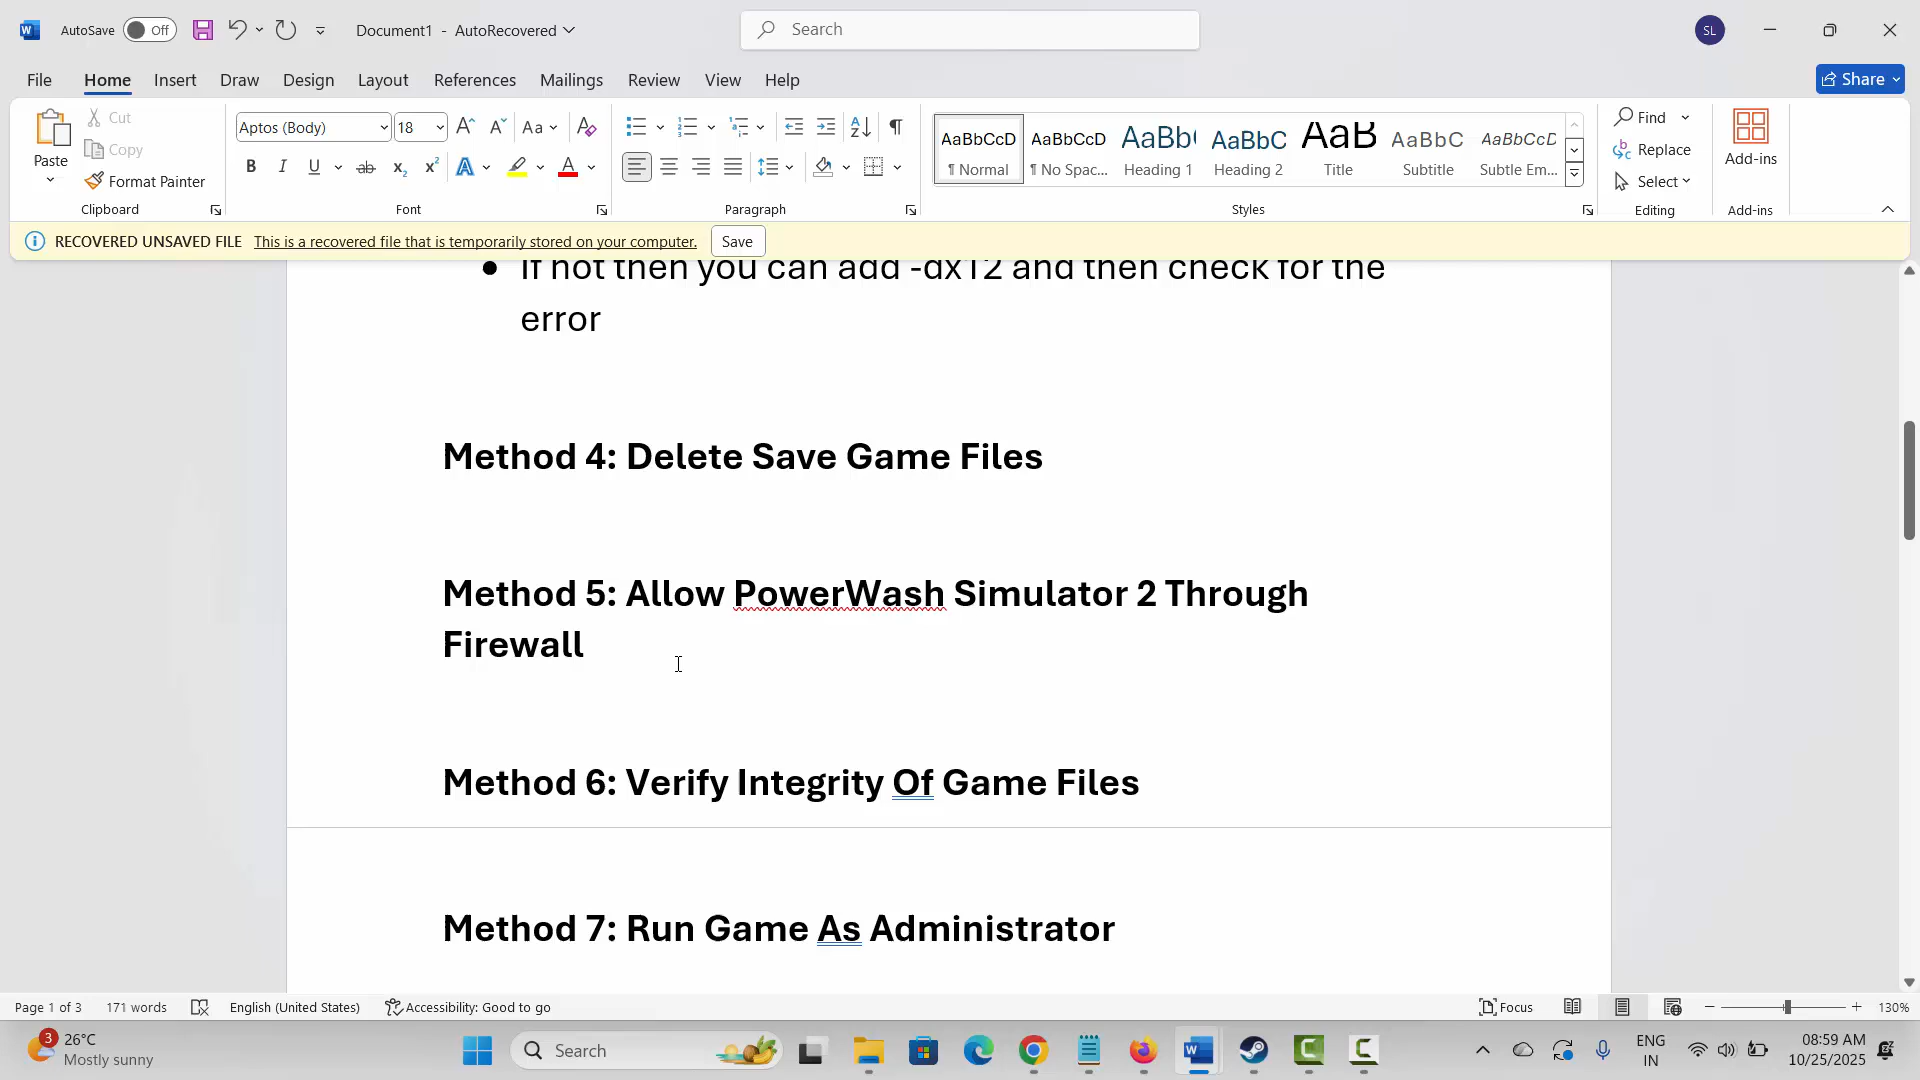 AutoSave Off Document1 - AutoRecovered Search SL
File Home Insert Draw Design Layout References Mailings Review View Help Share
Paste Cut Copy Format Painter Clipboard
Aptos (Body) 18 Font
Paragraph
AaBbCcD AaBbCcD AaBb( AaBbC AaB AaBbC AaBbCcD
¶ Normal ¶ No Spac... Heading 1 Heading 2 Title Subtitle Subtle Em...
Styles
Find Replace Select Editing
Add-ins Add-ins
RECOVERED UNSAVED FILE This is a recovered file that is temporarily stored on your computer. Save
If not then you can add -dx12 and then check for the
error
Method 4: Delete Save Game Files
Method 5: Allow PowerWash Simulator 2 Through
Firewall
Method 6: Verify Integrity Of Game Files
Method 7: Run Game As Administrator
Page 1 of 3 171 words English (United States) Accessibility: Good to go Focus 130%
3 26°C Search ENG 08:59 AM
Mostly sunny IN 10/25/2025